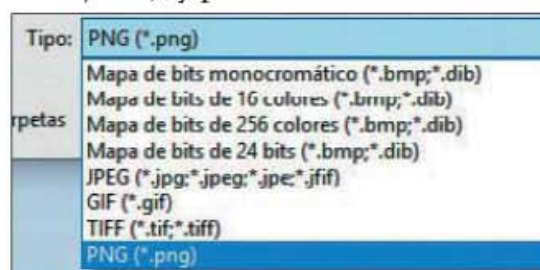 Tipo: PNG (*.png)
Mapa de bits monocromático (*.bmp;*.dib)
Mapa de bits de 16 colores (*.bmp;*.dib)
rpetas Mapa de bits de 256 colores (*.bmp;*.dib)
Mapa de bits de 24 bits (*.bmp;*.dib)
JPEG (*.jpg;*.jpeg;*.jpe;*.jfif)
GIF (*.gif)
TIFF (*.tif;*.tiff)
PNG (*.png)